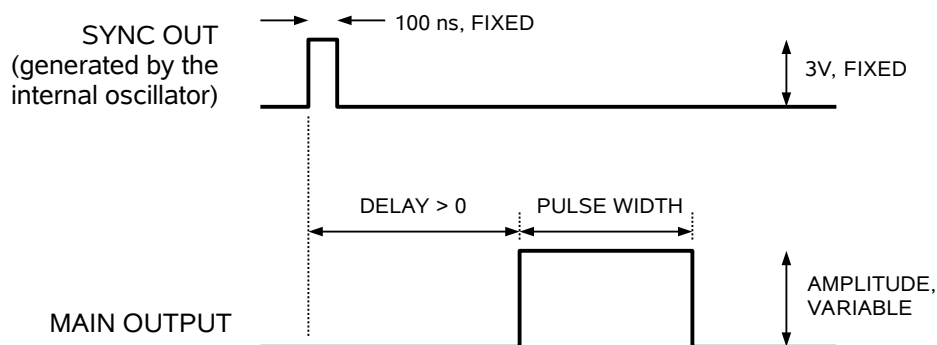 100 ns, FIXED
SYNC OUT
(generated by the
internal oscillator)
3V, FIXED
DELAY > 0
PULSE WIDTH
AMPLITUDE,
VARIABLE
MAIN OUTPUT